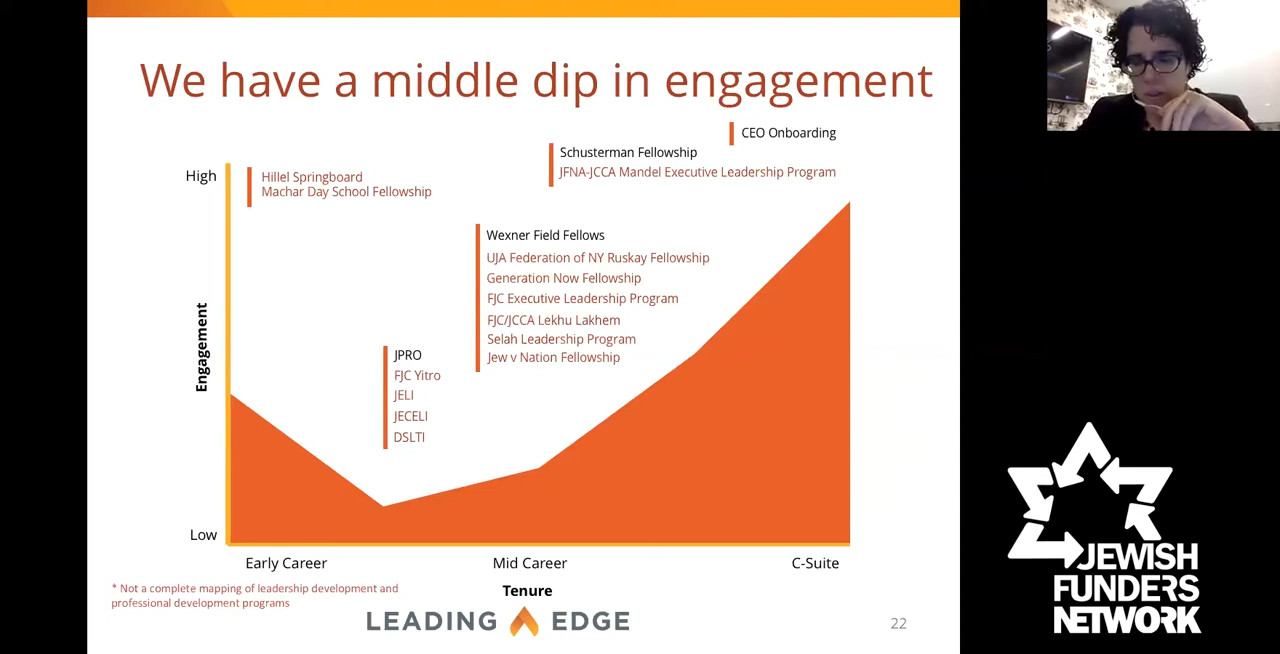 We have a middle dip in engagement
CEO Onboarding
Schusterman Fellowship
JFNA-JCCA Mandel Executive Leadership Program
High
Hillel Springboard
Machar Day School Fellowship
Wexner Field Fellows
UJA Federation of NY Ruskay Fellowship
Generation Now Fellowship
FJC Executive Leadership Program
FJC/JCCA Lekhu Lakhem
Selah Leadership Program
Jew v Nation Fellowship
Engagement
JPRO
FJC Yitro
JELI
JECELI
DSLTI
Low
Early Career
Mid Career
C-Suite
Tenure
* Not a complete mapping of leadership development and
professional development programs
LEADING EDGE
22
JEWISH
FUNDERS
NETWORK